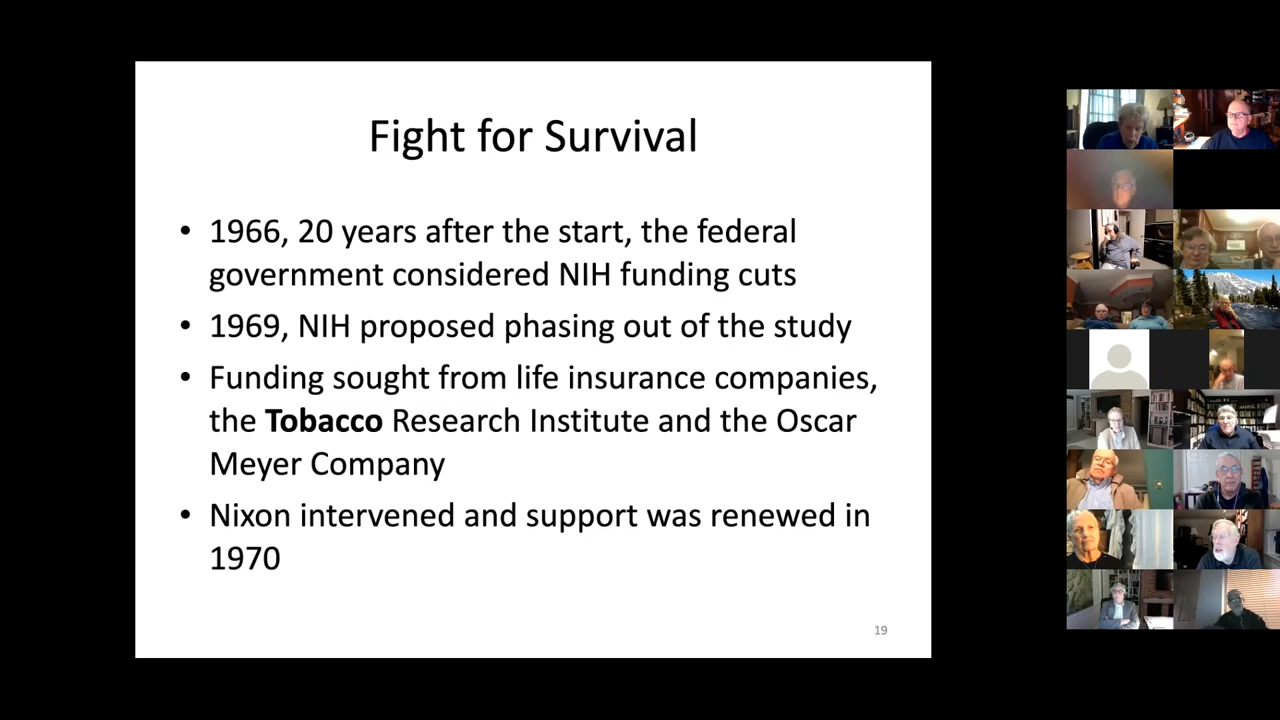 Fight for Survival
• 1966, 20 years after the start, the federal
government considered NIH funding cuts
• 1969, NIH proposed phasing out of the study
• Funding sought from life insurance companies,
the Tobacco Research Institute and the Oscar
Meyer Company
• Nixon intervened and support was renewed in
1970
19